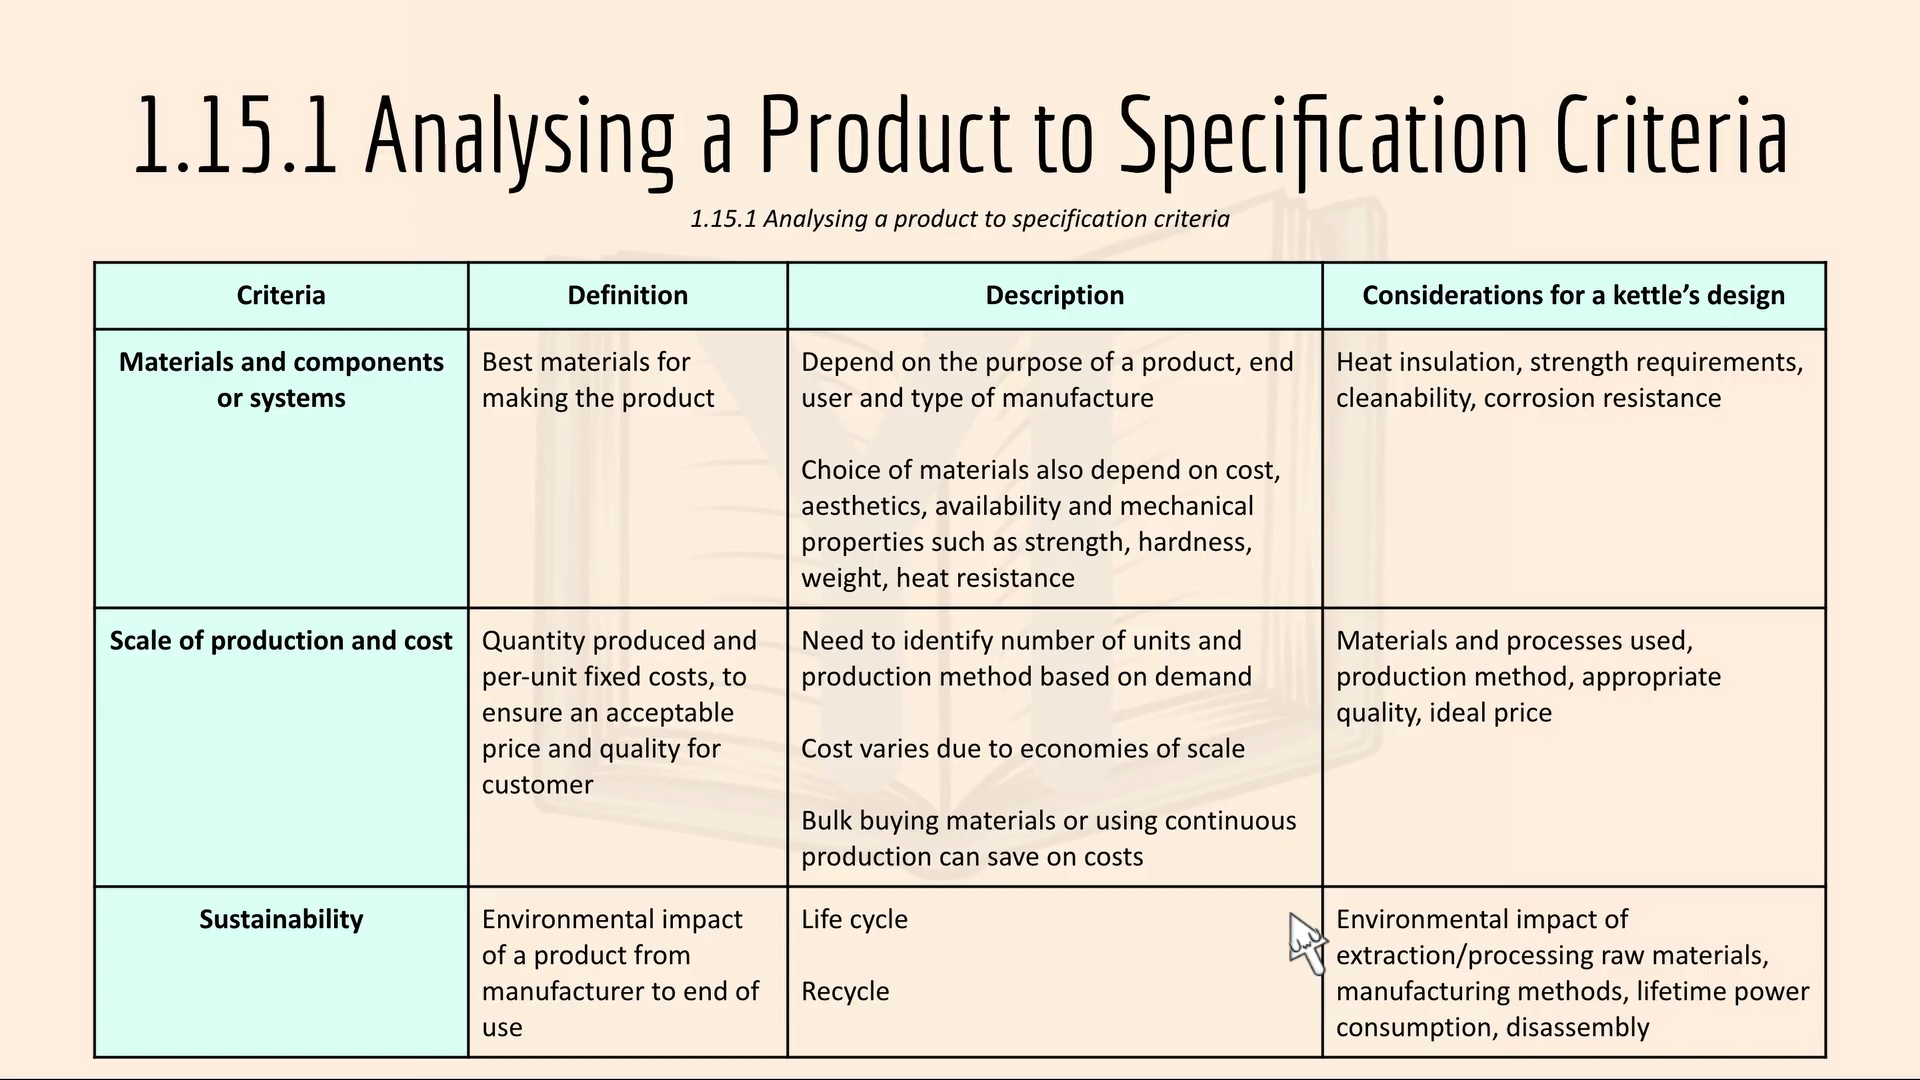 1.15.1 Analysing a Product to Specification Criteria
1.15.1 Analysing a product to specification criteria
Criteria
Definition
Description
Considerations for a kettle’s design
Materials and components
or systems
Best materials for
making the product
Depend on the purpose of a product, end
user and type of manufacture
Choice of materials also depend on cost,
aesthetics, availability and mechanical
properties such as strength, hardness,
weight, heat resistance
Heat insulation, strength requirements,
cleanability, corrosion resistance
Scale of production and cost
Quantity produced and
per-unit fixed costs, to
ensure an acceptable
price and quality for
customer
Need to identify number of units and
production method based on demand
Cost varies due to economies of scale
Bulk buying materials or using continuous
production can save on costs
Materials and processes used,
production method, appropriate
quality, ideal price
Sustainability
Environmental impact
of a product from
manufacturer to end of
use
Life cycle
Recycle
Environmental impact of
extraction/processing raw materials,
manufacturing methods, lifetime power
consumption, disassembly